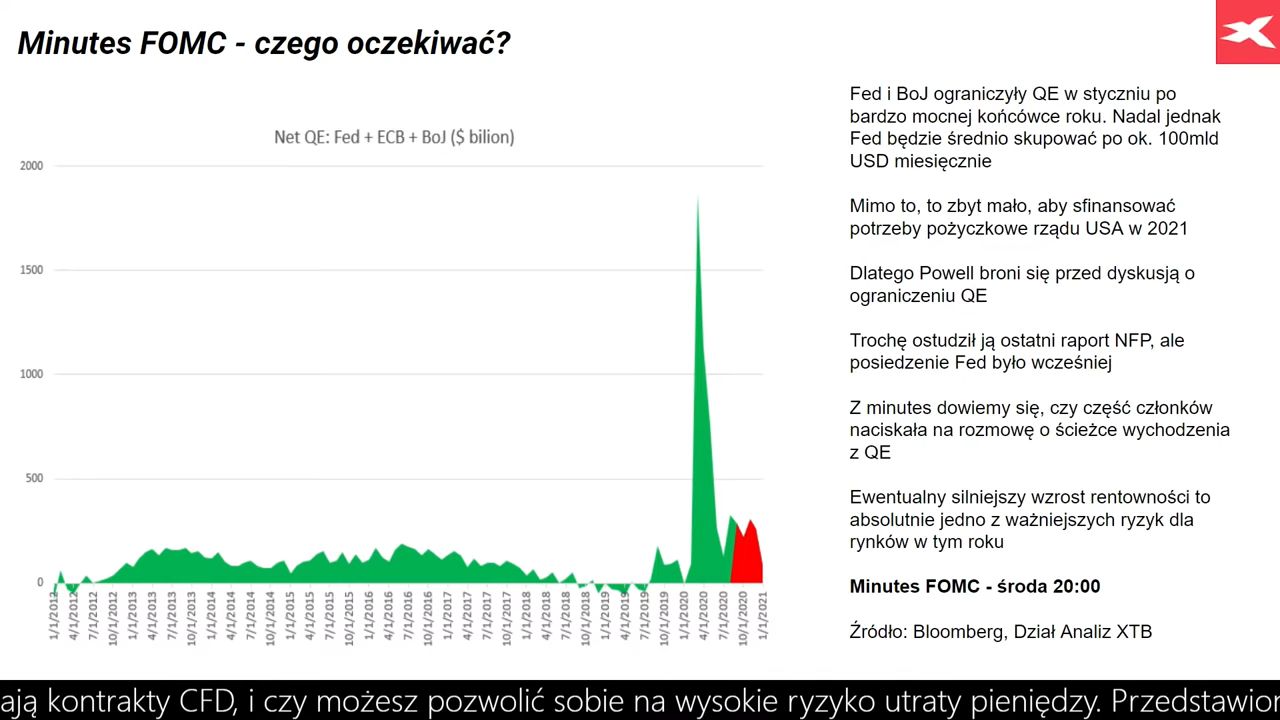 Minutes FOMC - czego oczekiwać?
Net QE: Fed + ECB + BoJ ($ bilion)
2000
1500
1000
500
0
1/1/2012
4/1/2012
7/1/2012
10/1/2012
1/1/2013
4/1/2013
7/1/2013
10/1/2013
1/1/2014
4/1/2014
7/1/2014
10/1/2014
1/1/2015
4/1/2015
7/1/2015
10/1/2015
1/1/2016
4/1/2016
7/1/2016
10/1/2016
1/1/2017
4/1/2017
7/1/2017
10/1/2017
1/1/2018
4/1/2018
7/1/2018
10/1/2018
1/1/2019
4/1/2019
7/1/2019
10/1/2019
1/1/2020
4/1/2020
7/1/2020
10/1/2020
1/1/2021
Fed i BoJ ograniczyły QE w styczniu po
bardzo mocnej końcówce roku. Nadal jednak
Fed będzie średnio skupować po ok. 100mld
USD miesięcznie
Mimo to, to zbyt mało, aby sfinansować
potrzeby pożyczkowe rządu USA w 2021
Dlatego Powell broni się przed dyskusją o
ograniczeniu QE
Trochę ostudził ją ostatni raport NFP, ale
posiedzenie Fed było wcześniej
Z minutes dowiemy się, czy część członków
naciskała na rozmowę o ścieżce wychodzenia
z QE
Ewentualny silniejszy wzrost rentowności to
absolutnie jedno z ważniejszych ryzyk dla
rynków w tym roku
Minutes FOMC - środa 20:00
Źródło: Bloomberg, Dział Analiz XTB
ają kontrakty CFD, i czy możesz pozwolić sobie na wysokie ryzyko utraty pieniędzy. Przedstawion